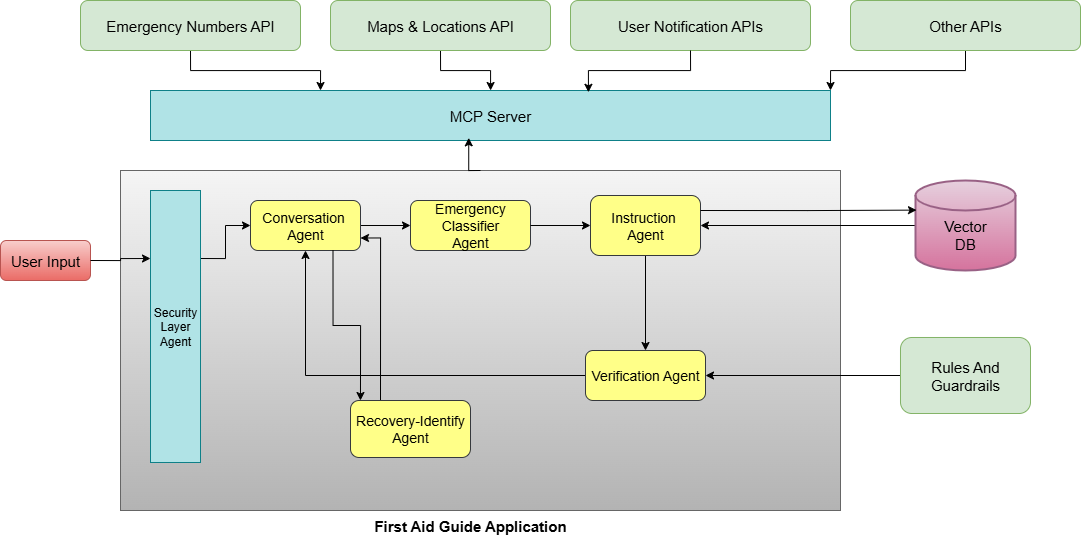 Emergency Numbers API
Maps & Locations API
User Notification APIs
Other APIs
MCP Server
User Input
Security
Layer
Agent
Conversation
Agent
Emergency
Classifier
Agent
Instruction
Agent
Vector
DB
Verification Agent
Rules And
Guardrails
Recovery-Identify
Agent
First Aid Guide Application